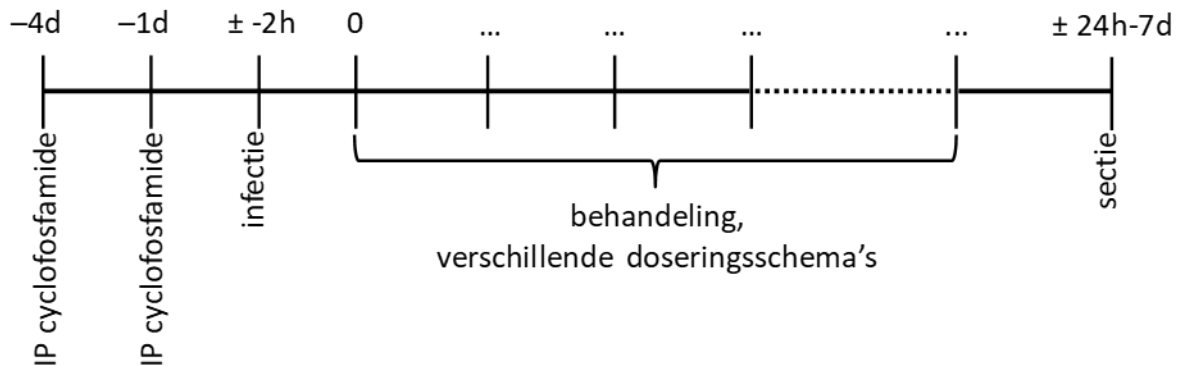 –4d
–1d
± -2h
0
...
...
...
...
± 24h-7d
IP cyclofosfamide
IP cyclofosfamide
infectie
sectie
behandeling,
verschillende doseringsschema’s